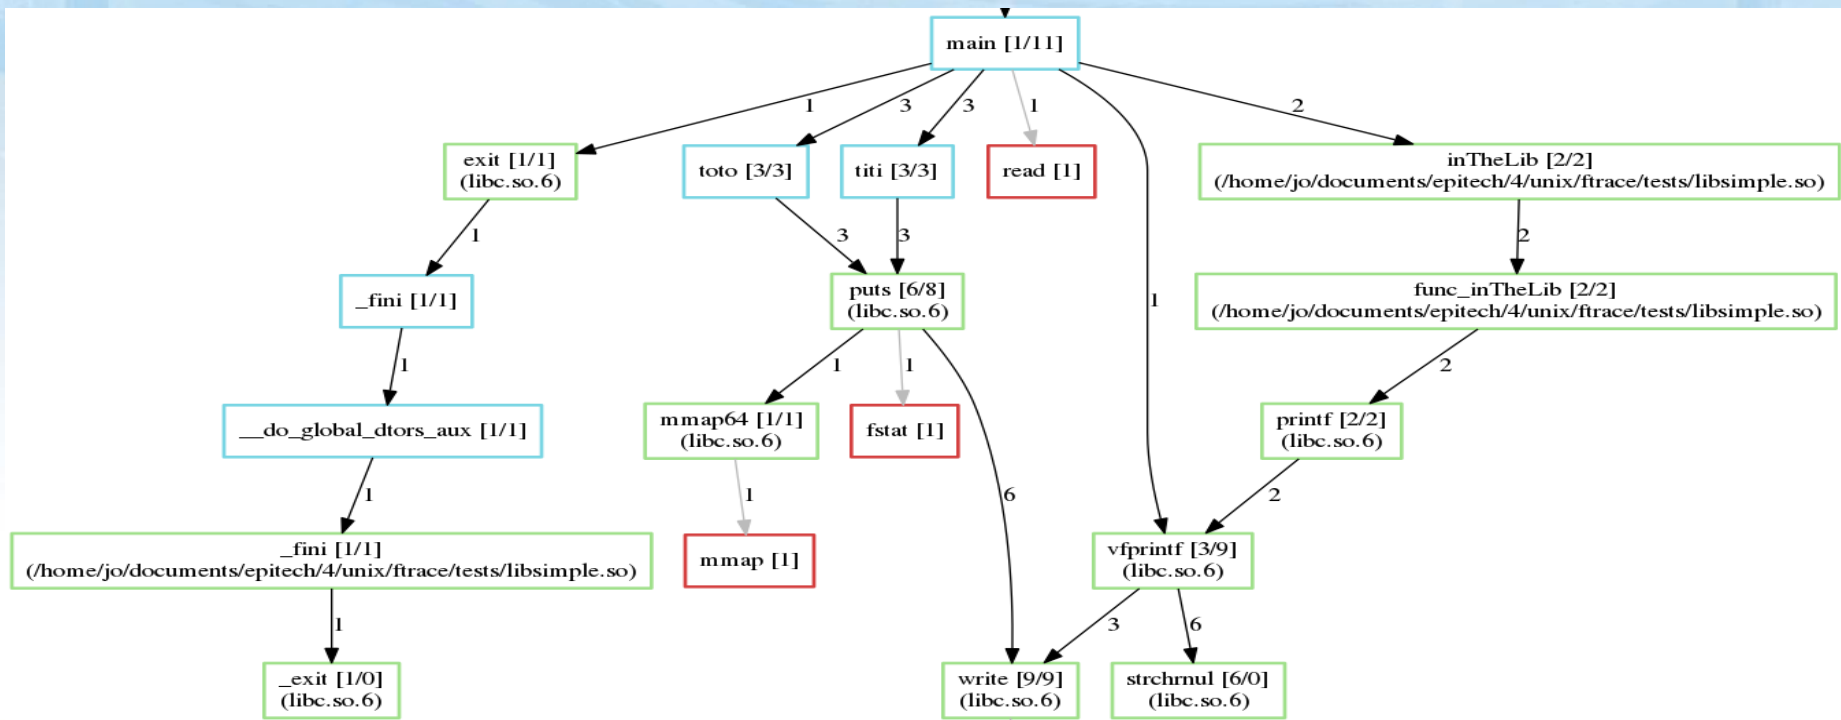 main [1/11]
1
3
3
1
2
exit [1/1]
(libc.so.6)
toto [3/3]
titi [3/3]
read [1]
inTheLib [2/2]
(/home/jo/documents/epitech/4/unix/ftrace/tests/libsimple.so)
1
3
3
2
_fini [1/1]
puts [6/8]
(libc.so.6)
1
func_inTheLib [2/2]
(/home/jo/documents/epitech/4/unix/ftrace/tests/libsimple.so)
1
1
1
2
__do_global_dtors_aux [1/1]
mmap64 [1/1]
(libc.so.6)
fstat [1]
printf [2/2]
(libc.so.6)
1
1
6
2
_fini [1/1]
(/home/jo/documents/epitech/4/unix/ftrace/tests/libsimple.so)
mmap [1]
vfprintf [3/9]
(libc.so.6)
1
3
6
_exit [1/0]
(libc.so.6)
write [9/9]
(libc.so.6)
strchrnul [6/0]
(libc.so.6)